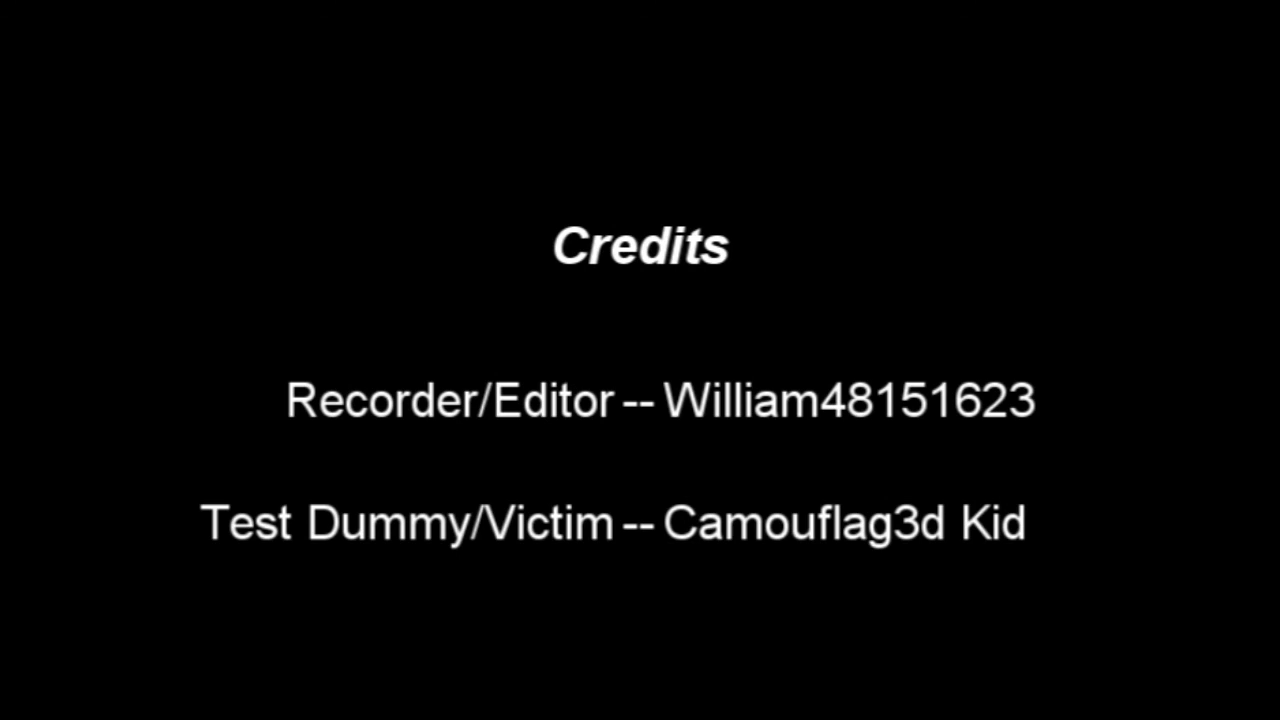 Credits
Recorder/Editor -- William48151623
Test Dummy/Victim -- Camouflag3d Kid